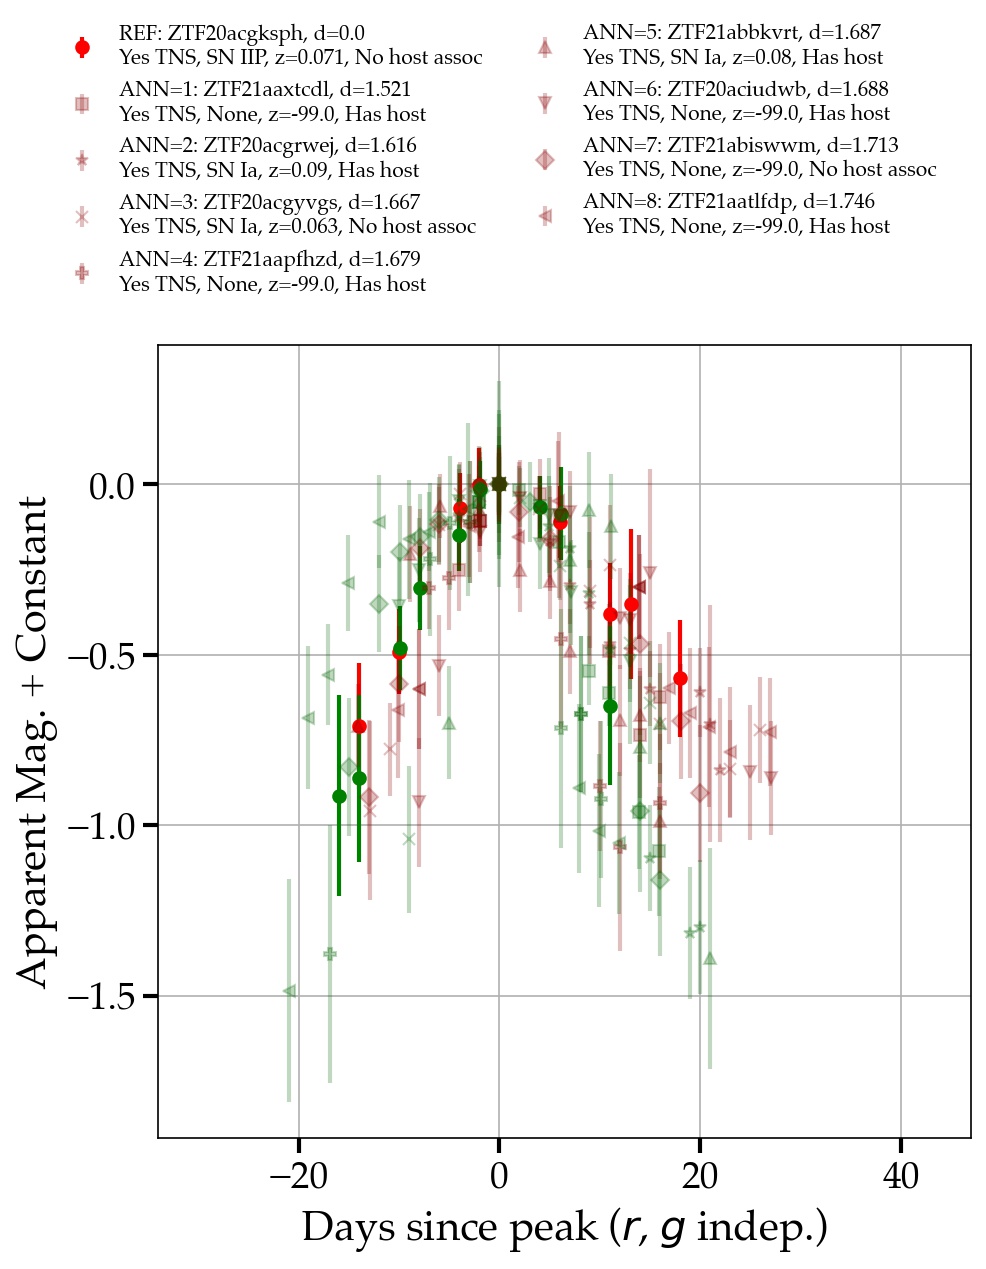 REF: ZTF20acgksph, d=0.0
Yes TNS, SN IIP, z=0.071, No host assoc
ANN=1: ZTF21aaxtcdl, d=1.521
Yes TNS, None, z=-99.0, Has host
ANN=2: ZTF20acgrwej, d=1.616
Yes TNS, SN Ia, z=0.09, Has host
ANN=3: ZTF20acgyvgs, d=1.667
Yes TNS, SN Ia, z=0.063, No host assoc
ANN=4: ZTF21aapfhzd, d=1.679
Yes TNS, None, z=-99.0, Has host
ANN=5: ZTF21abbkvrt, d=1.687
Yes TNS, SN Ia, z=0.08, Has host
ANN=6: ZTF20aciudwb, d=1.688
Yes TNS, None, z=-99.0, Has host
ANN=7: ZTF21abiswwm, d=1.713
Yes TNS, None, z=-99.0, No host assoc
ANN=8: ZTF21aatlfdp, d=1.746
Yes TNS, None, z=-99.0, Has host
Apparent Mag. + Constant
0.0
−0.5
−1.0
−1.5
−20
0
20
40
Days since peak (r, g indep.)